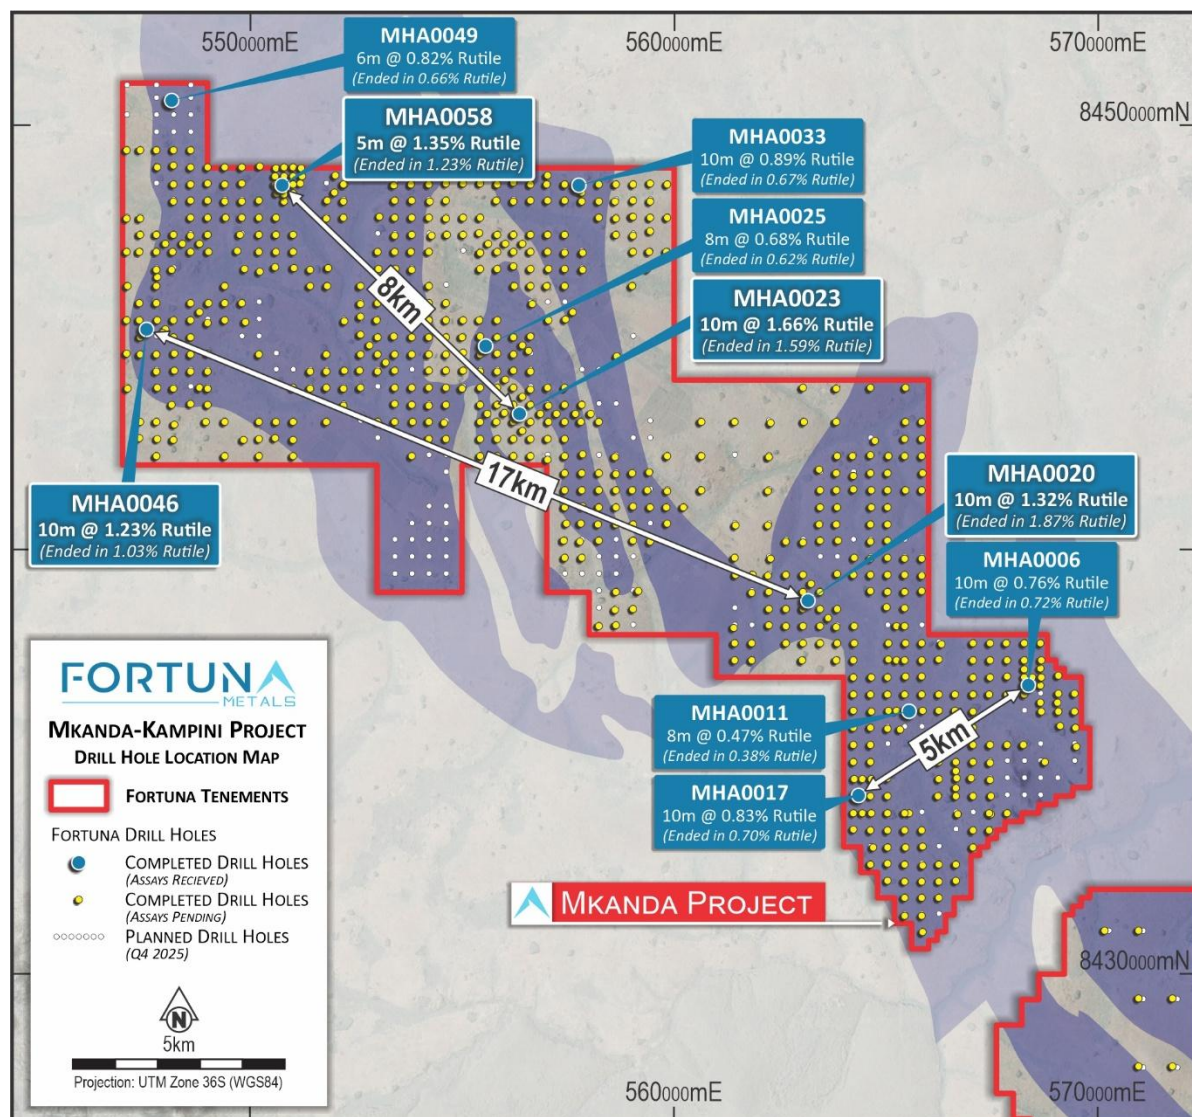 550000mE
560000mE
570000mE
8450000mN
MHA0049
6m @ 0.82% Rutile
(Ended in 0.66% Rutile)
MHA0058
5m @ 1.35% Rutile
(Ended in 1.23% Rutile)
MHA0033
10m @ 0.89% Rutile
(Ended in 0.67% Rutile)
MHA0025
8m @ 0.68% Rutile
(Ended in 0.62% Rutile)
MHA0023
10m @ 1.66% Rutile
(Ended in 1.59% Rutile)
8km
17km
MHA0046
10m @ 1.23% Rutile
(Ended in 1.03% Rutile)
MHA0020
10m @ 1.32% Rutile
(Ended in 1.87% Rutile)
MHA0006
10m @ 0.76% Rutile
(Ended in 0.72% Rutile)
MHA0011
8m @ 0.47% Rutile
(Ended in 0.38% Rutile)
5km
MHA0017
10m @ 0.83% Rutile
(Ended in 0.70% Rutile)
MKANDA PROJECT
FORTUNA
METALS
MKANDA-KAMPINI PROJECT
DRILL HOLE LOCATION MAP
FORTUNA TENEMENTS
FORTUNA DRILL HOLES
COMPLETED DRILL HOLES
(ASSAYS RECIEVED)
COMPLETED DRILL HOLES
(ASSAYS PENDING)
PLANNED DRILL HOLES
(Q4 2025)
N
5km
Projection: UTM Zone 36S (WGS84)
8430000mN
560000mE
570000mE